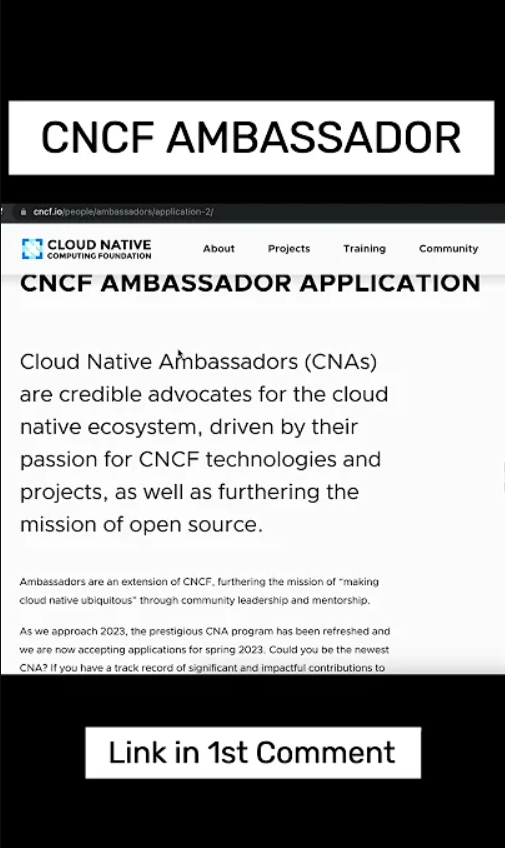 CNCF AMBASSADOR
cncf.io/people/ambassadors/application-2/
CLOUD NATIVE
COMPUTING FOUNDATION
About Projects Training Community
CNCF AMBASSADOR APPLICATION
Cloud Native Ambassadors (CNAs)
are credible advocates for the cloud
native ecosystem, driven by their
passion for CNCF technologies and
projects, as well as furthering the
mission of open source.
Ambassadors are an extension of CNCF, furthering the mission of “making
cloud native ubiquitous” through community leadership and mentorship.
As we approach 2023, the prestigious CNA program has been refreshed and
we are now accepting applications for spring 2023. Could you be the newest
CNA? If you have a track record of significant and impactful contributions to
Link in 1st Comment